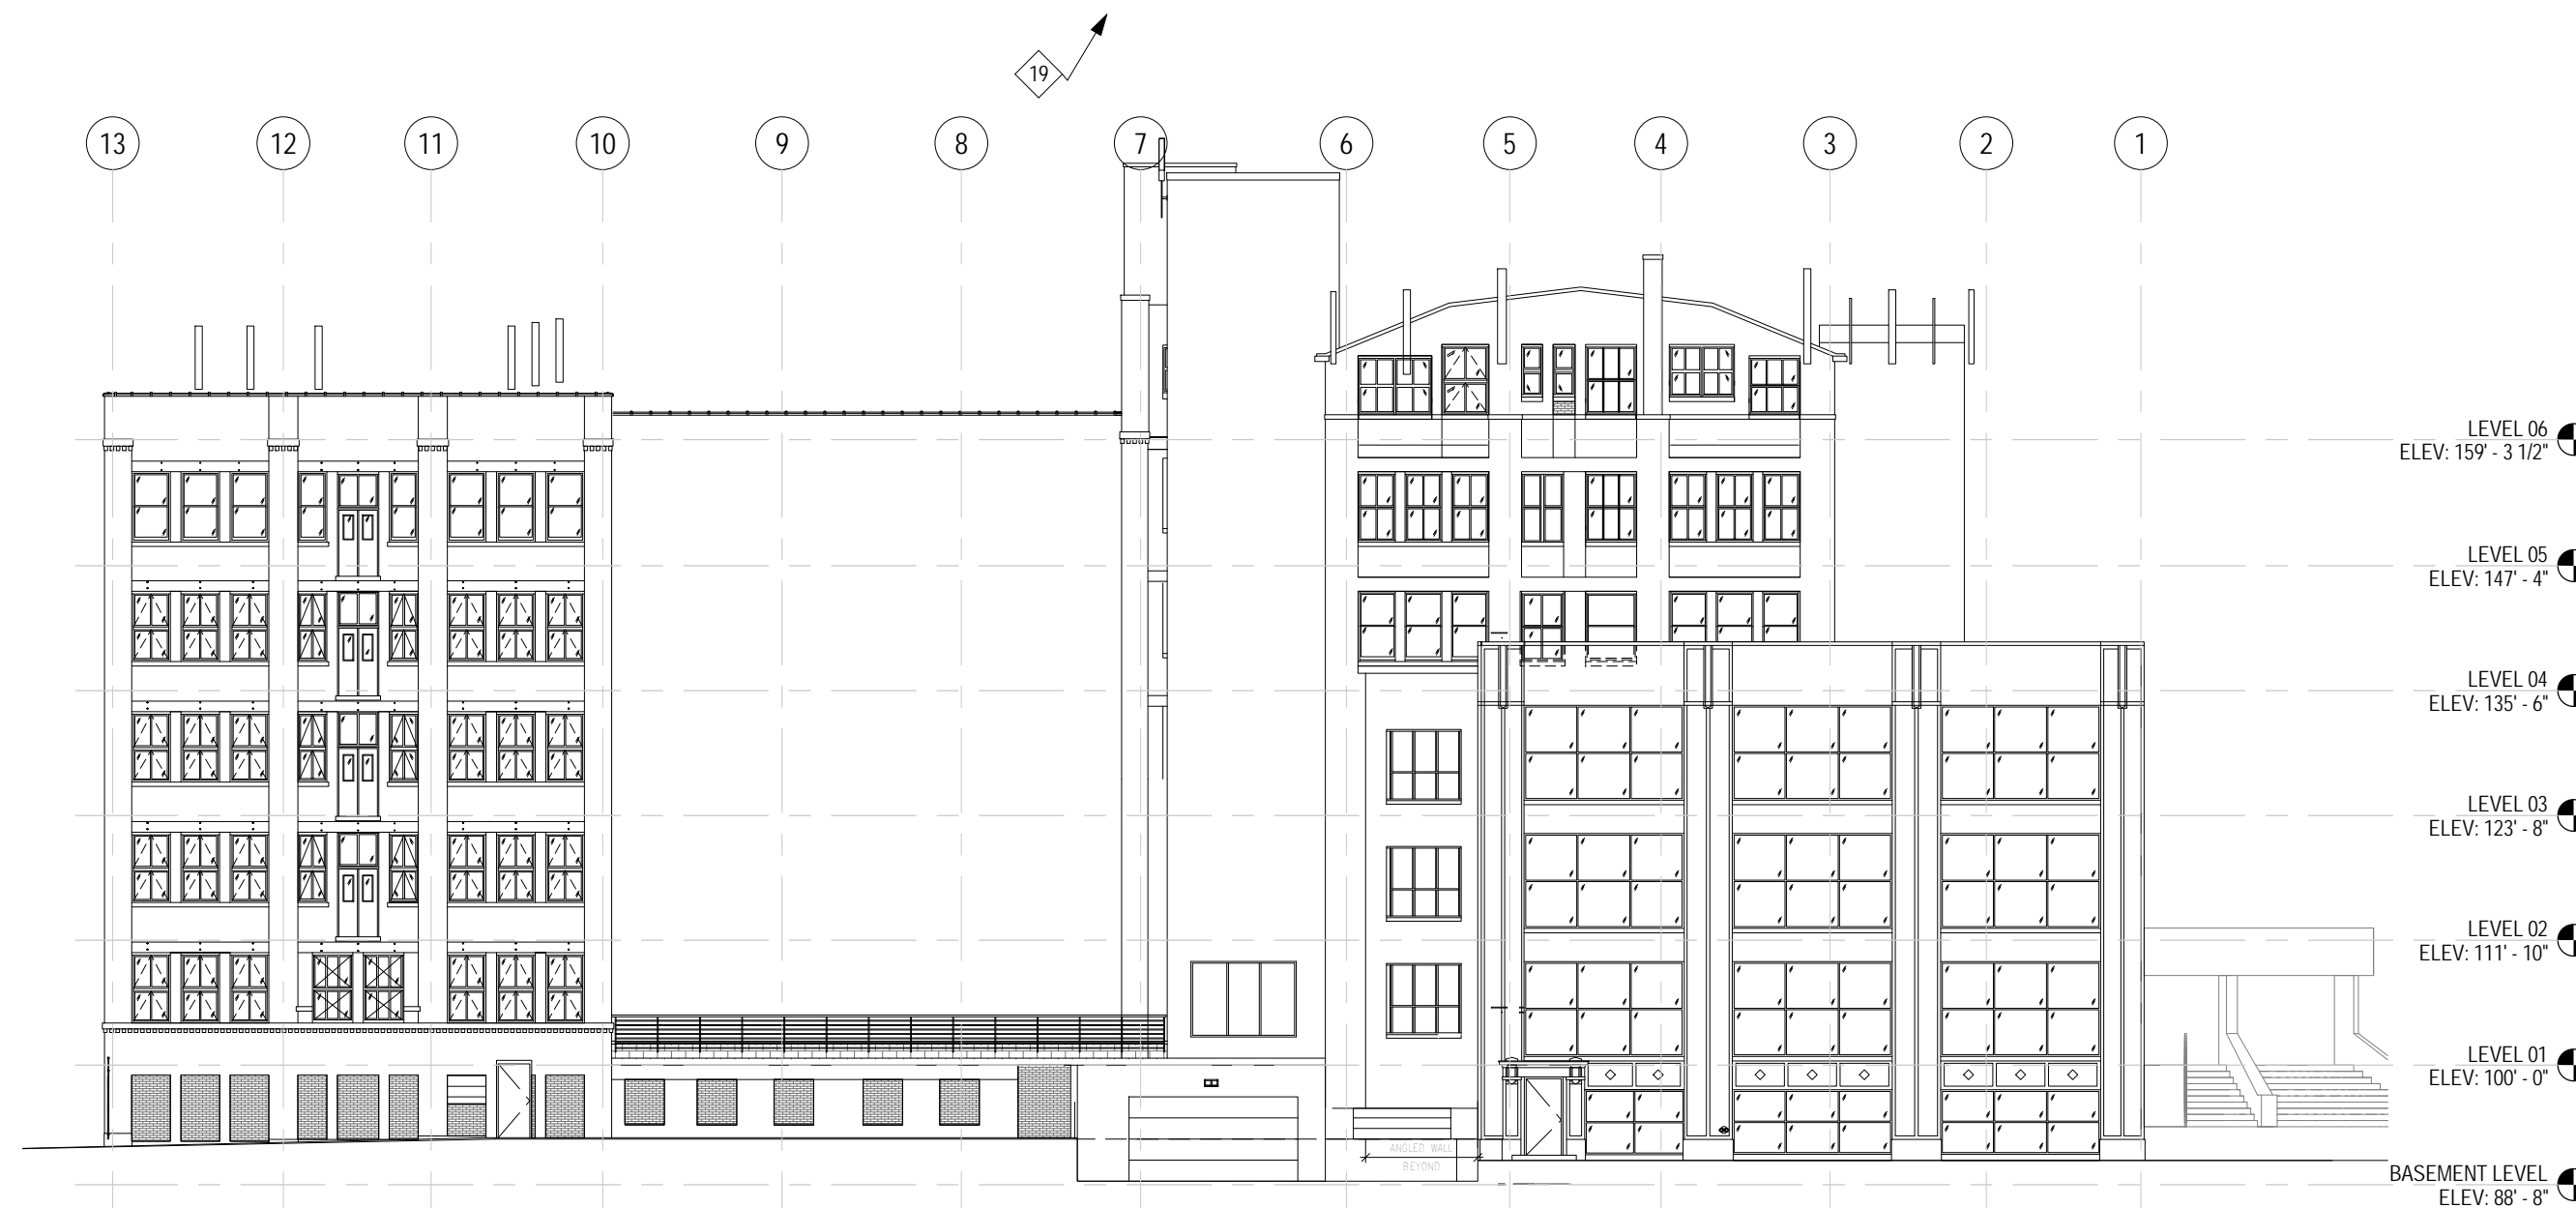 19
13 12 11 10 9 8 7 6 5 4 3 2 1
LEVEL 06
ELEV: 159' - 3 1/2"
LEVEL 05
ELEV: 147' - 4"
LEVEL 04
ELEV: 135' - 6"
LEVEL 03
ELEV: 123' - 8"
LEVEL 02
ELEV: 111' - 10"
LEVEL 01
ELEV: 100' - 0"
ANGLED WALL
BEYOND
BASEMENT LEVEL
ELEV: 88' - 8"